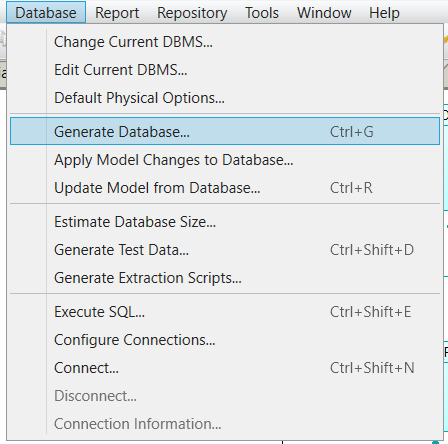 Database Report Repository Tools Window Help
Change Current DBMS...
Edit Current DBMS...
Default Physical Options...
Generate Database... Ctrl+G
Apply Model Changes to Database...
Update Model from Database... Ctrl+R
Estimate Database Size...
Generate Test Data... Ctrl+Shift+D
Generate Extraction Scripts...
Execute SQL... Ctrl+Shift+E
Configure Connections...
Connect... Ctrl+Shift+N
Disconnect...
Connection Information...